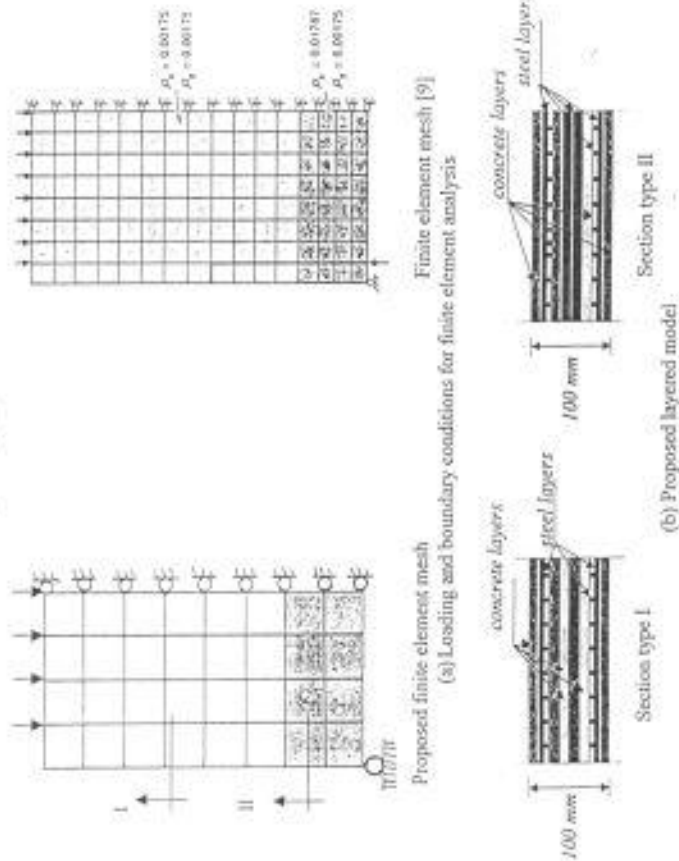 ρx = 0.00175
ρy = 0.00175
ρx = 0.01767
ρy = 0.00175
I
II
Proposed finite element mesh
Finite element mesh [9]
(a) Loading and boundary conditions for finite element analysis
concrete layers
steel layers
100 mm
Section type I
concrete layers
steel layers
100 mm
Section type II
(b) Proposed layered model